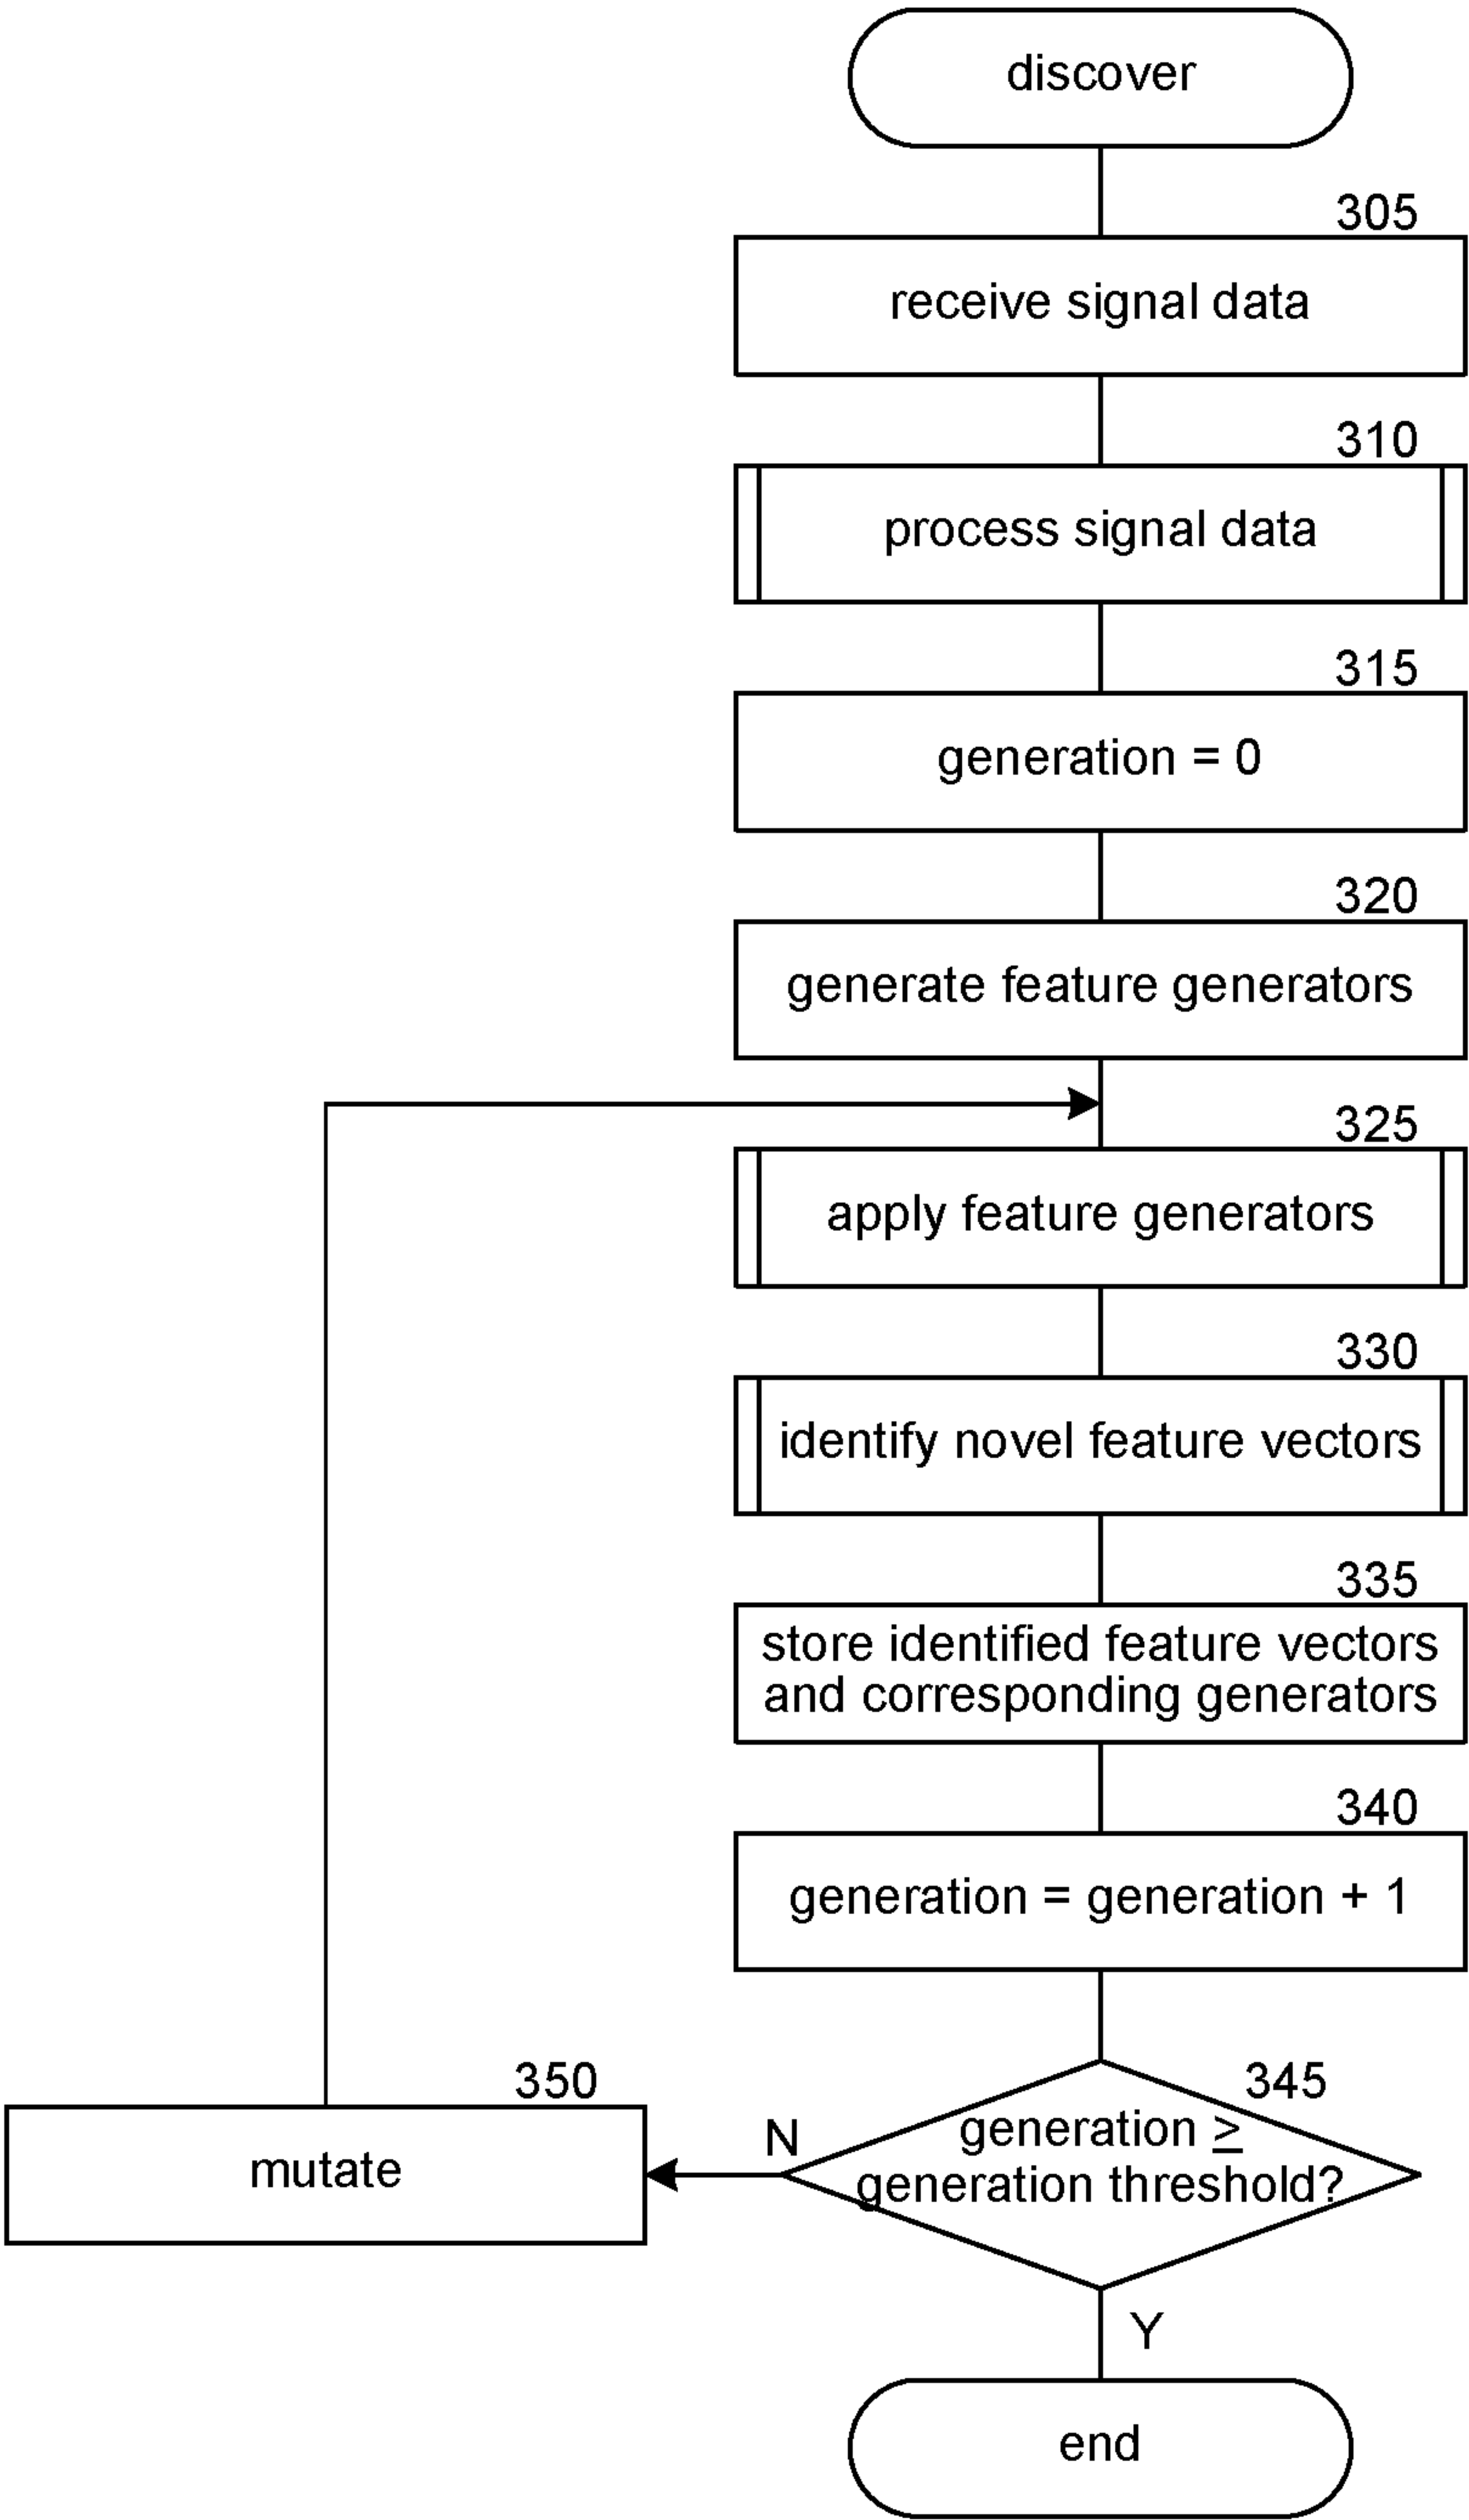 discover
305
receive signal data
310
process signal data
315
generation = 0
320
generate feature generators
325
apply feature generators
330
identify novel feature vectors
335
store identified feature vectors
and corresponding generators
340
generation = generation + 1
345
generation ≥
generation threshold?
N
350
mutate
Y
end